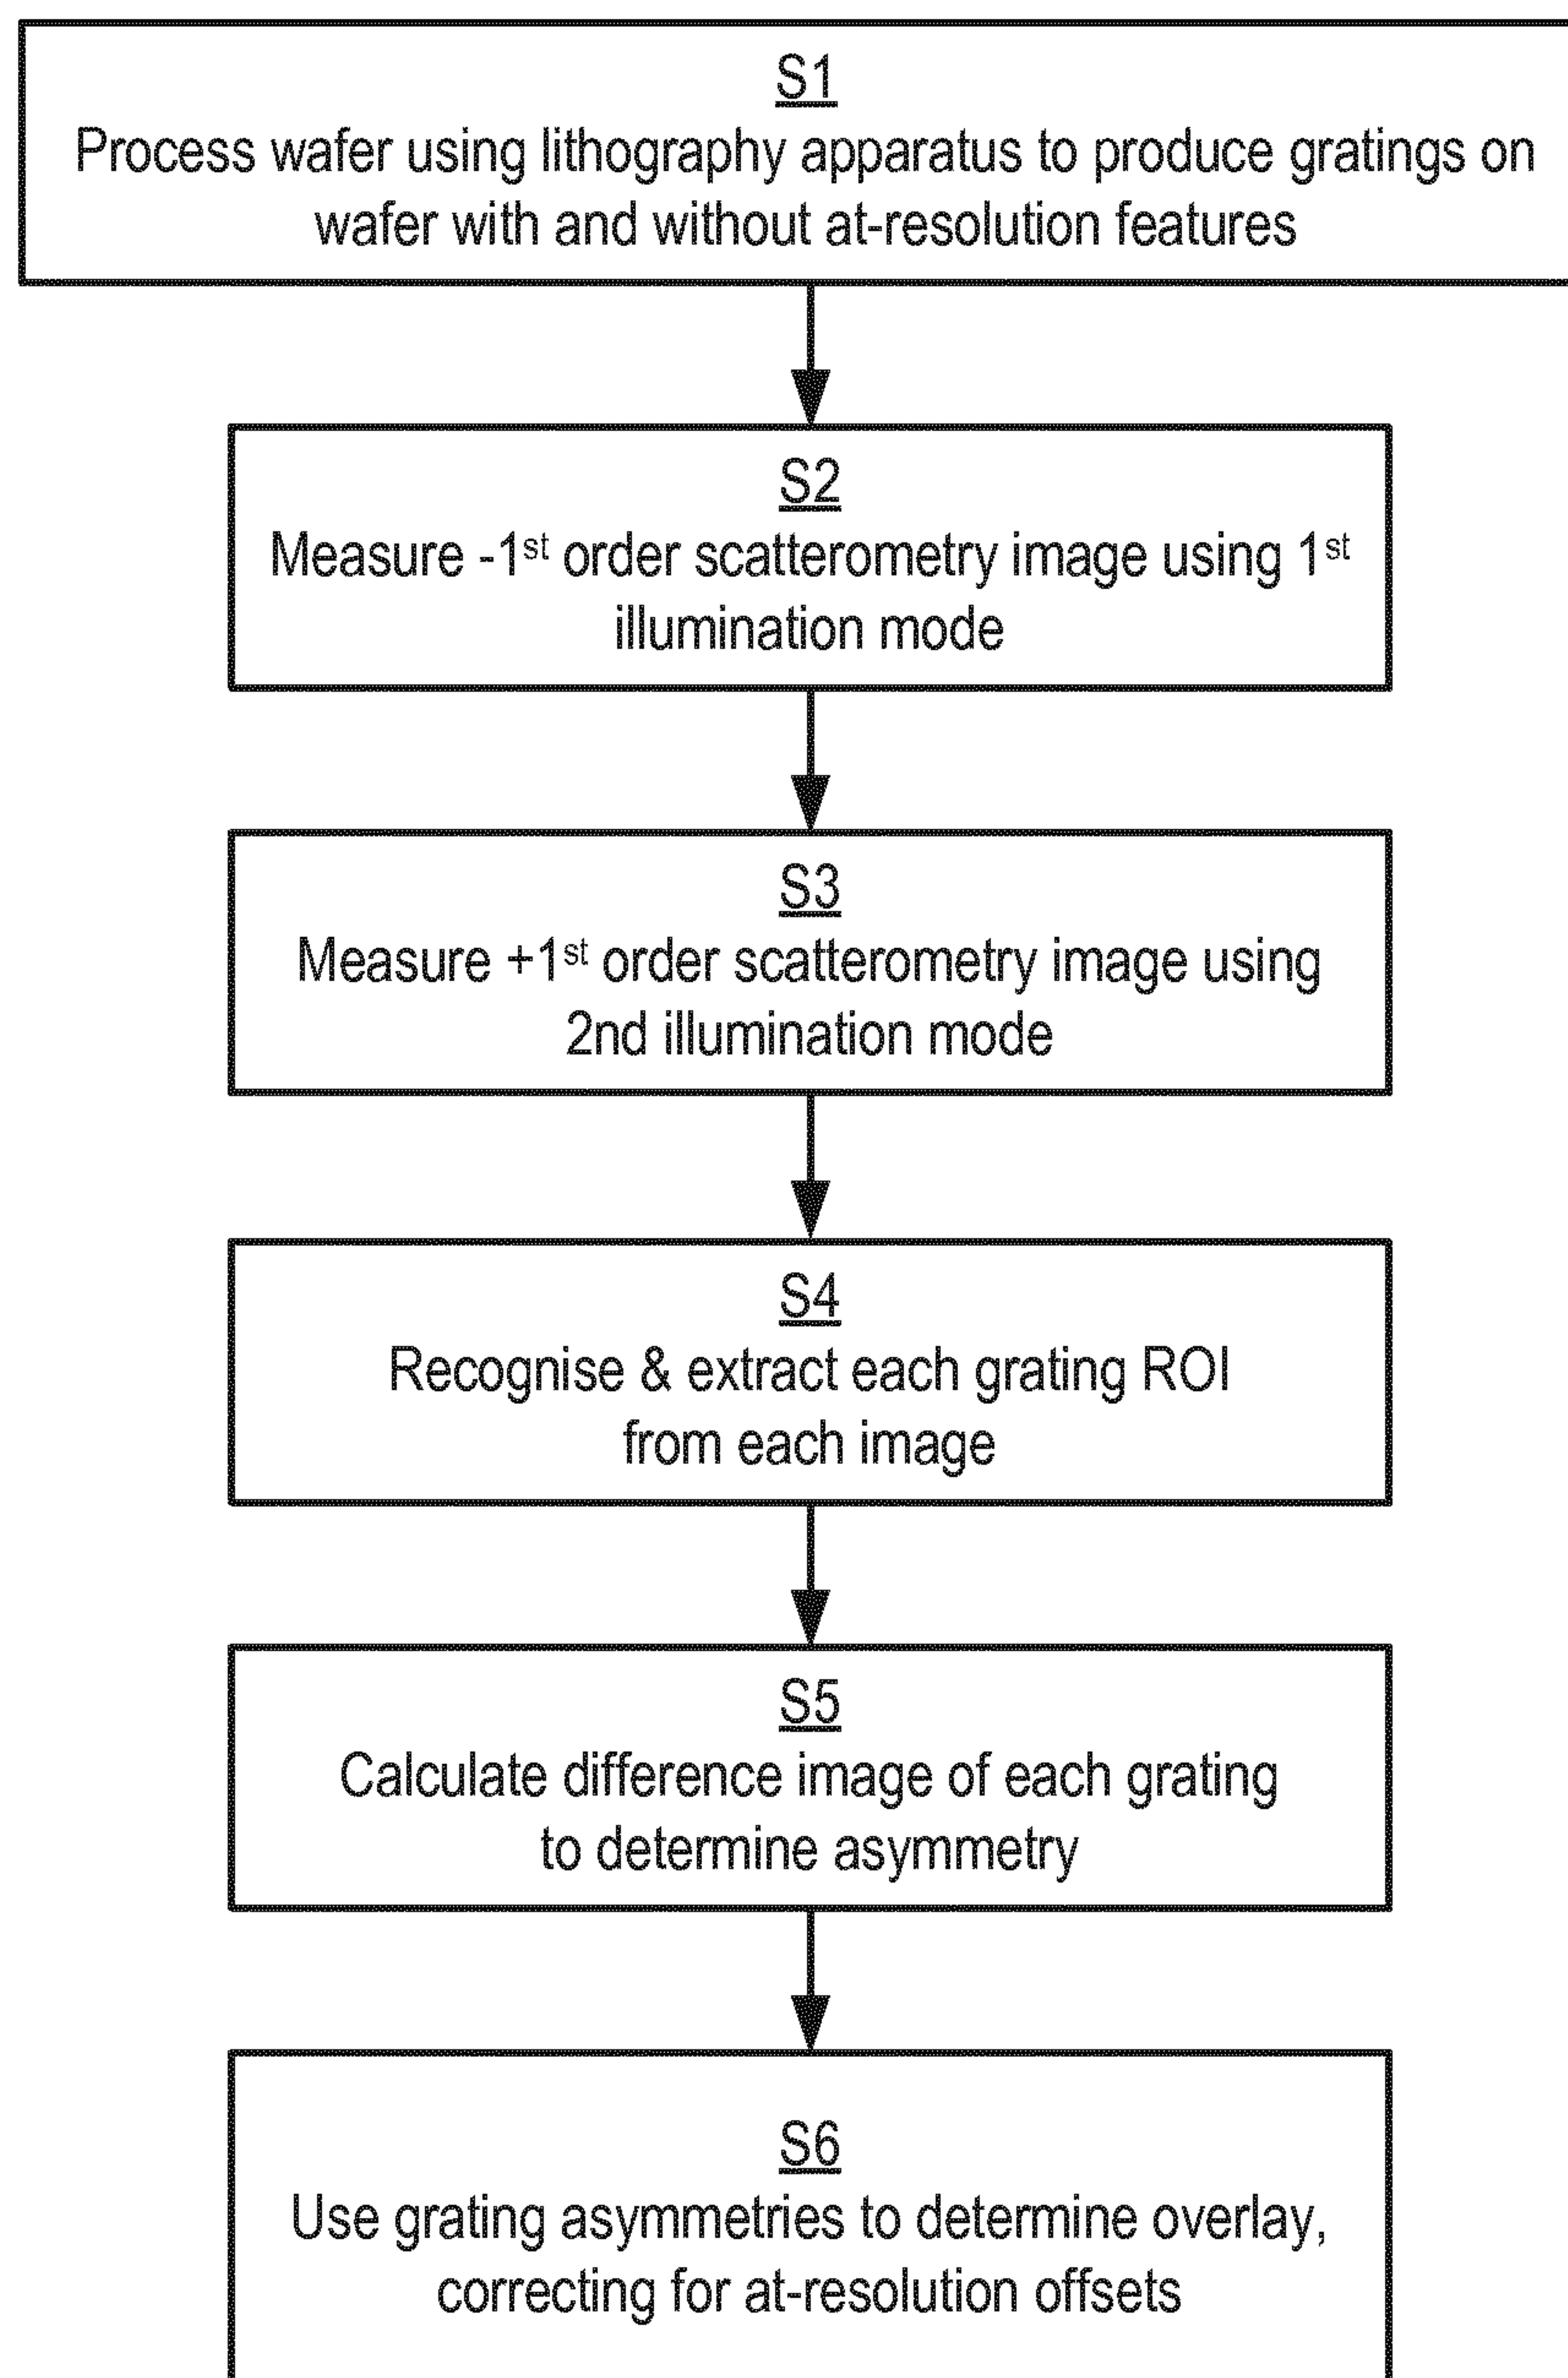 S1
Process wafer using lithography apparatus to produce gratings on
wafer with and without at-resolution features
S2
Measure -1st order scatterometry image using 1st
illumination mode
S3
Measure +1st order scatterometry image using
2nd illumination mode
S4
Recognise & extract each grating ROI
from each image
S5
Calculate difference image of each grating
to determine asymmetry
S6
Use grating asymmetries to determine overlay,
correcting for at-resolution offsets